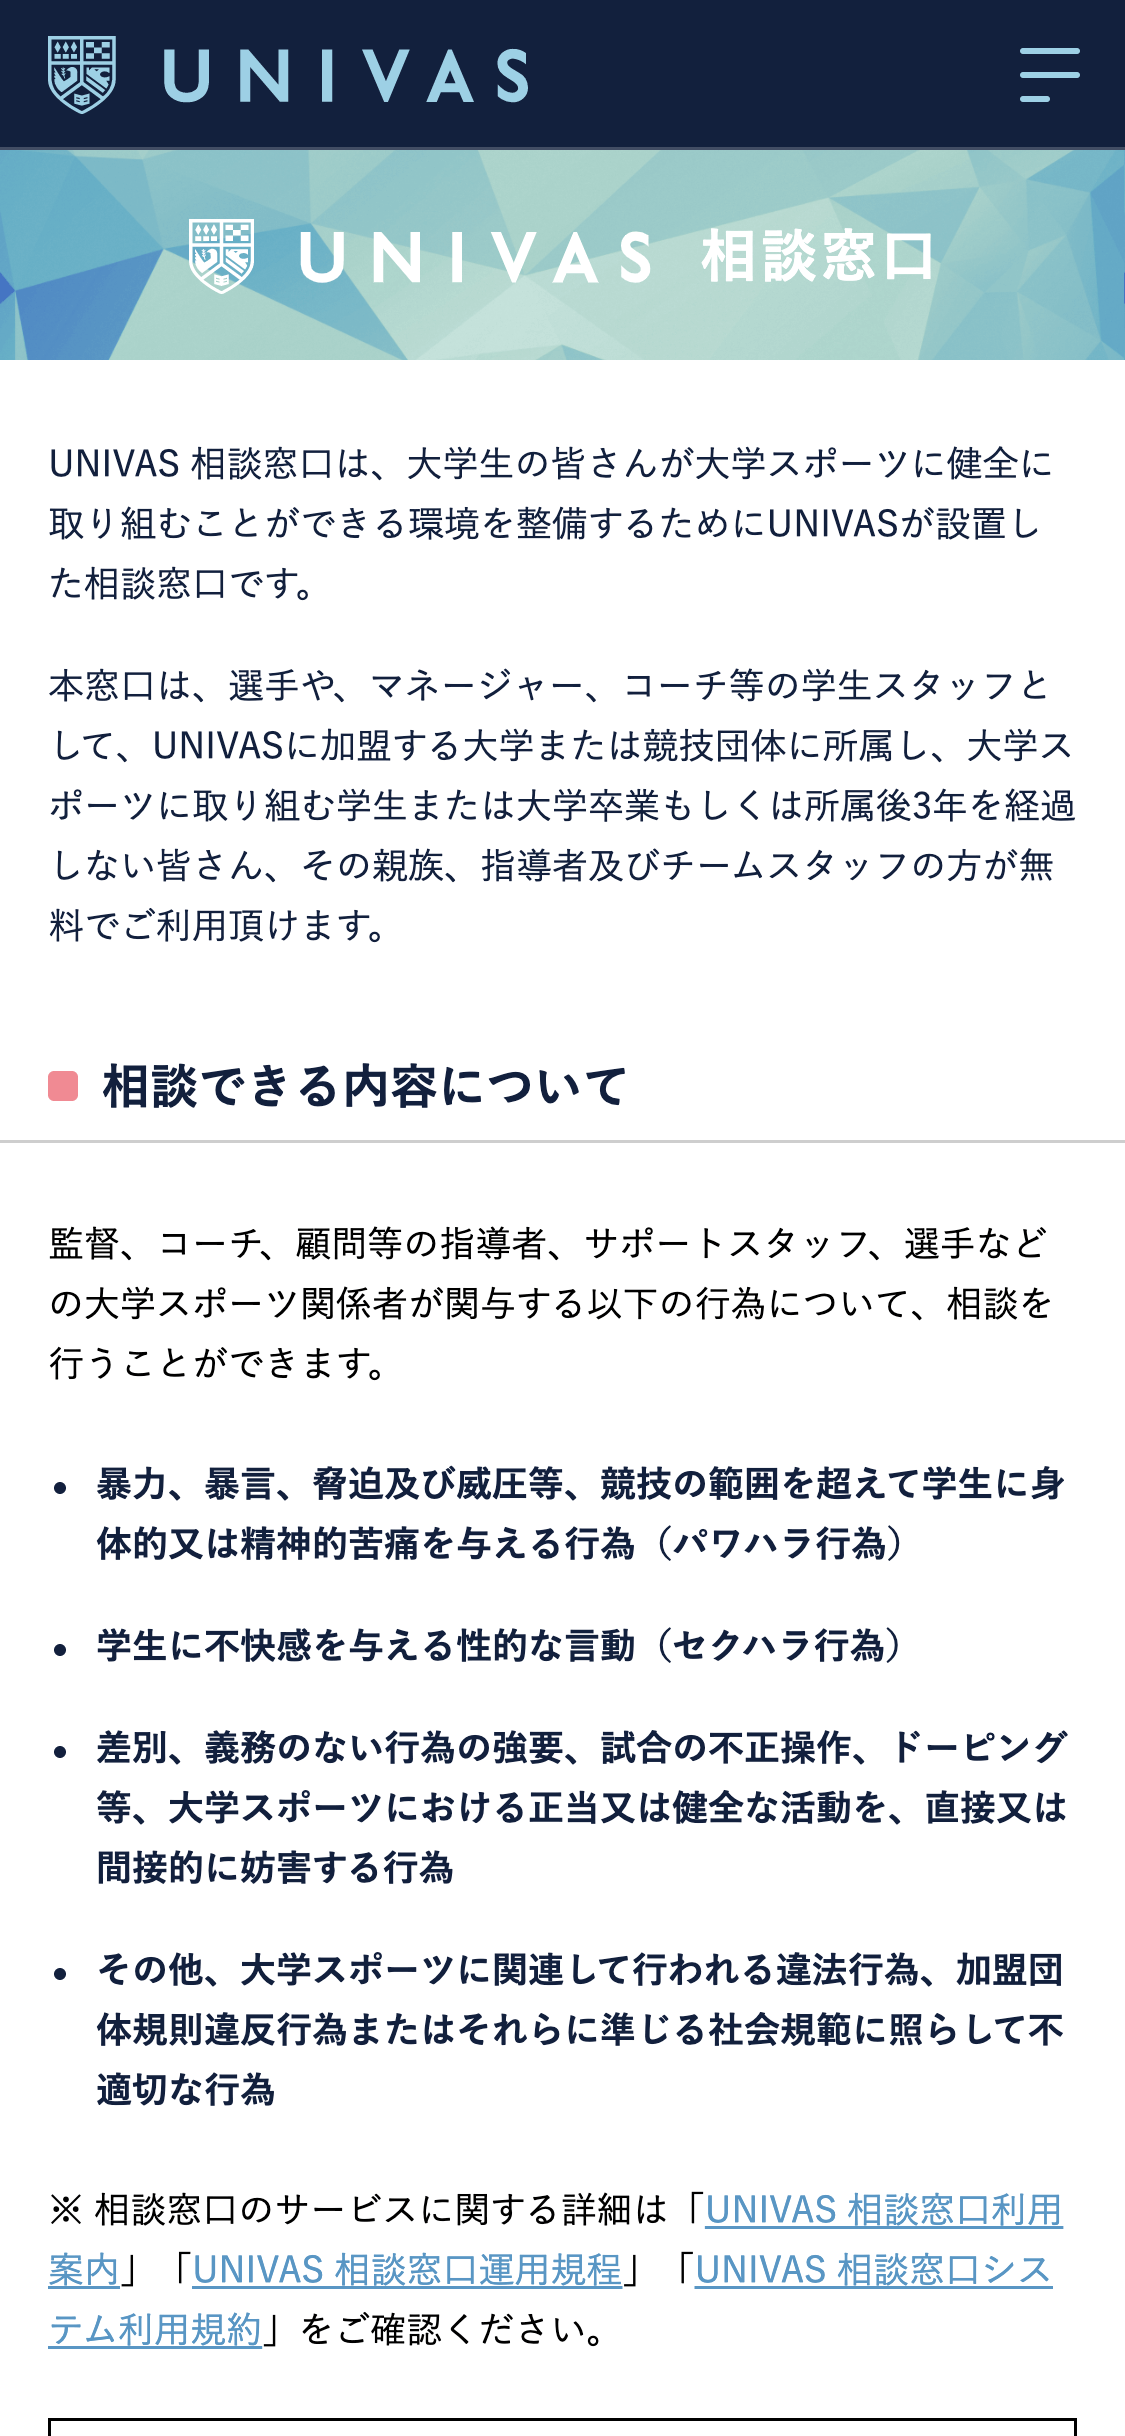 UNIVAS
UNIVAS 相談窓口
UNIVAS 相談窓口は、大学生の皆さんが大学スポーツに健全に
取り組むことができる環境を整備するためにUNIVASが設置し
た相談窓口です。
本窓口は、選手や、マネージャー、コーチ等の学生スタッフと
して、UNIVASに加盟する大学または競技団体に所属し、大学ス
ポーツに取り組む学生または大学卒業もしくは所属後3年を経過
しない皆さん、その親族、指導者及びチームスタッフの方が無
料でご利用頂けます。
相談できる内容について
監督、コーチ、顧問等の指導者、サポートスタッフ、選手など
の大学スポーツ関係者が関与する以下の行為について、相談を
行うことができます。
• 暴力、暴言、脅迫及び威圧等、競技の範囲を超えて学生に身
体的又は精神的苦痛を与える行為（パワハラ行為）
• 学生に不快感を与える性的な言動（セクハラ行為）
• 差別、義務のない行為の強要、試合の不正操作、ドーピング
等、大学スポーツにおける正当又は健全な活動を、直接又は
間接的に妨害する行為
• その他、大学スポーツに関連して行われる違法行為、加盟団
体規則違反行為またはそれらに準じる社会規範に照らして不
適切な行為
※ 相談窓口のサービスに関する詳細は「UNIVAS 相談窓口利用
案内」「UNIVAS 相談窓口運用規程」「UNIVAS 相談窓口シス
テム利用規約」をご確認ください。